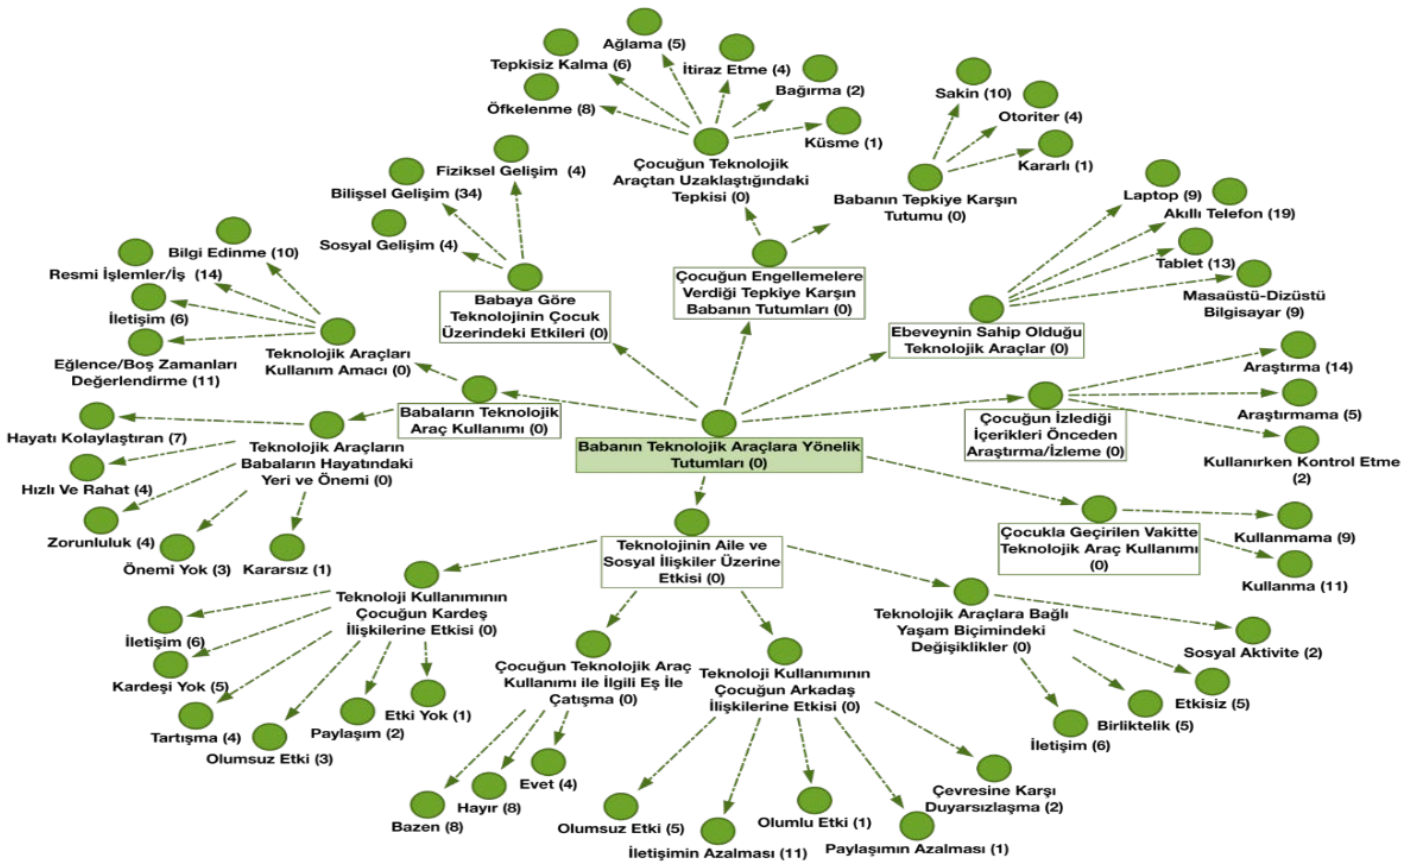 Ağlama (5)
Tepkisiz Kalma (6)
İtiraz Etme (4)
Bağırma (2)
Öfkelenme (8)
Küsme (1)
Çocuğun Teknolojik
Araçtan Uzaklaştığındaki
Tepkisi (0)
Sakin (10)
Otoriter (4)
Kararlı (1)
Babanın Tepkiye Karşın
Tutumu (0)
Fiziksel Gelişim (4)
Bilişsel Gelişim (34)
Sosyal Gelişim (4)
Babaya Göre
Teknolojinin Çocuk
Üzerindeki Etkileri (0)
Çocuğun Engellemelere
Verdiği Tepkiye Karşın
Babanın Tutumları (0)
Laptop (9)
Akıllı Telefon (19)
Tablet (13)
Masaüstü-Dizüstü
Bilgisayar (9)
Ebeveynin Sahip Olduğu
Teknolojik Araçlar (0)
Bilgi Edinme (10)
Resmi İşlemler/İş (14)
İletişim (6)
Eğlence/Boş Zamanları
Değerlendirme (11)
Teknolojik Araçları
Kullanım Amacı (0)
Babaların Teknolojik
Araç Kullanımı (0)
Babanın Teknolojik Araçlara Yönelik
Tutumları (0)
Araştırma (14)
Araştırmama (5)
Kullanırken Kontrol Etme
(2)
Çocuğun İzlediği
İçerikleri Önceden
Araştırma/İzleme (0)
Hayatı Kolaylaştıran (7)
Hızlı Ve Rahat (4)
Zorunluluk (4)
Önemi Yok (3)
Kararsız (1)
Teknolojik Araçların
Babaların Hayatındaki
Yeri ve Önemi (0)
Çocukla Geçirilen Vakitte
Teknolojik Araç Kullanımı
(0)
Kullanmama (9)
Kullanma (11)
Teknolojinin Aile ve
Sosyal İlişkiler Üzerine
Etkisi (0)
Teknoloji Kullanımının
Çocuğun Kardeş
İlişkilerine Etkisi (0)
İletişim (6)
Kardeşi Yok (5)
Tartışma (4)
Olumsuz Etki (3)
Paylaşım (2)
Etki Yok (1)
Çocuğun Teknolojik Araç
Kullanımı ile İlgili Eş İle
Çatışma (0)
Bazen (8)
Hayır (8)
Evet (4)
Teknoloji Kullanımının
Çocuğun Arkadaş
İlişkilerine Etkisi (0)
Olumsuz Etki (5)
İletişimin Azalması (11)
Olumlu Etki (1)
Paylaşımın Azalması (1)
Çevresine Karşı
Duyarsızlaşma (2)
Teknolojik Araçlara Bağlı
Yaşam Biçimindeki
Değişiklikler (0)
Sosyal Aktivite (2)
Etkisiz (5)
Birliktelik (5)
İletişim (6)